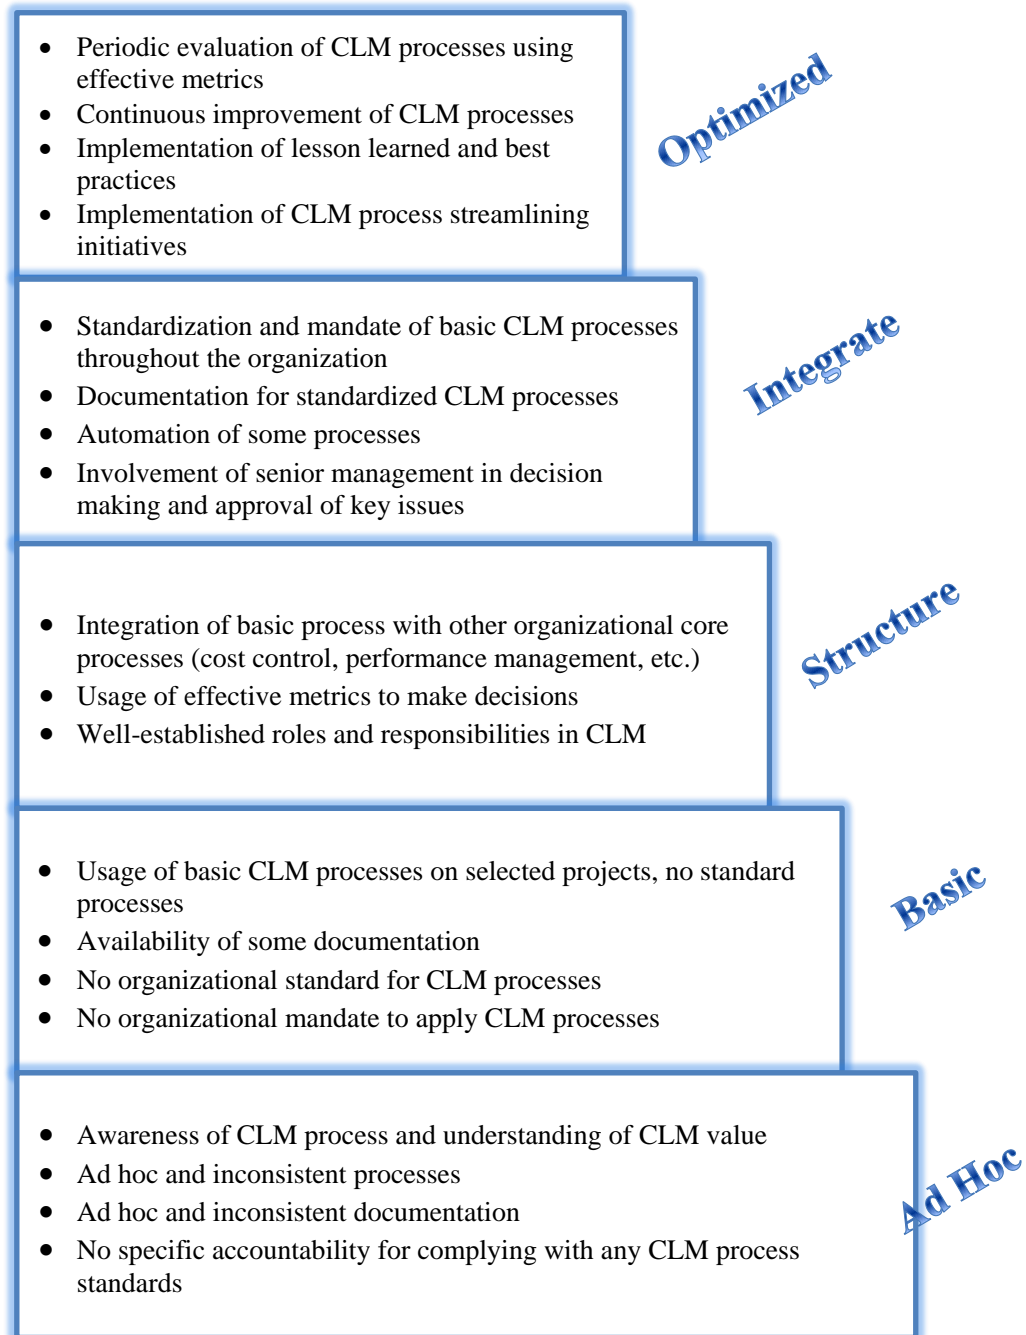 • Periodic evaluation of CLM processes using
effective metrics
• Continuous improvement of CLM processes
• Implementation of lesson learned and best
practices
• Implementation of CLM process streamlining
initiatives
Optimized
• Standardization and mandate of basic CLM processes
throughout the organization
• Documentation for standardized CLM processes
• Automation of some processes
• Involvement of senior management in decision
making and approval of key issues
Integrate
• Integration of basic process with other organizational core
processes (cost control, performance management, etc.)
• Usage of effective metrics to make decisions
• Well-established roles and responsibilities in CLM
Structure
• Usage of basic CLM processes on selected projects, no standard
processes
• Availability of some documentation
• No organizational standard for CLM processes
• No organizational mandate to apply CLM processes
Basic
• Awareness of CLM process and understanding of CLM value
• Ad hoc and inconsistent processes
• Ad hoc and inconsistent documentation
• No specific accountability for complying with any CLM process
standards
Ad Hoc